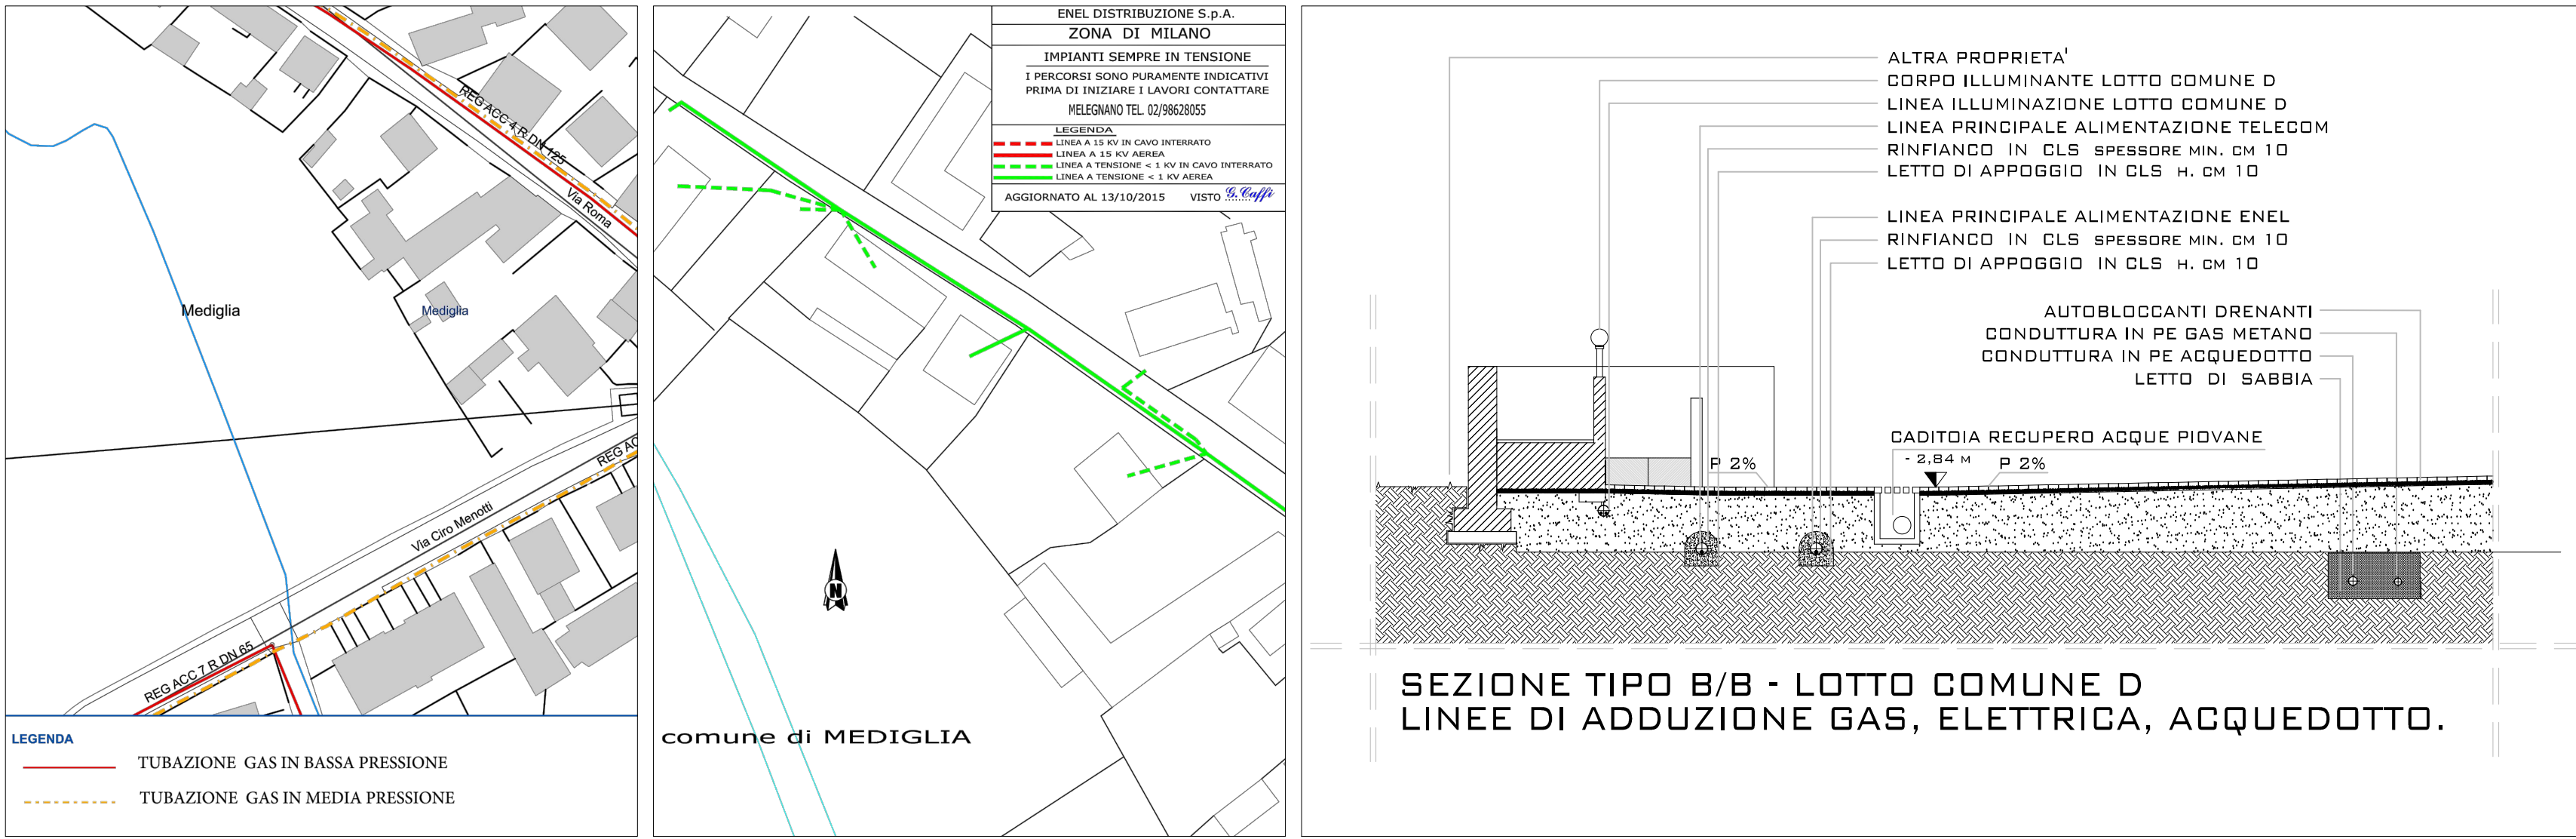 REG ACC 4 R DN 125
Via Roma
Mediglia
Mediglia
REG AC
Via Ciro Menotti
REG ACC 7 R DN 65
LEGENDA
TUBAZIONE GAS IN BASSA PRESSIONE
TUBAZIONE GAS IN MEDIA PRESSIONE
ENEL DISTRIBUZIONE S.p.A.
ZONA DI MILANO
IMPIANTI SEMPRE IN TENSIONE
I PERCORSI SONO PURAMENTE INDICATIVI
PRIMA DI INIZIARE I LAVORI CONTATTARE
MELEGNANO TEL. 02/98628055
LEGENDA
LINEA A 15 KV IN CAVO INTERRATO
LINEA A 15 KV AEREA
LINEA A TENSIONE < 1 KV IN CAVO INTERRATO
LINEA A TENSIONE < 1 KV AEREA
AGGIORNATO AL 13/10/2015 VISTO G. Caffi
N
comune di MEDIGLIA
ALTRA PROPRIETA'
CORPO ILLUMINANTE LOTTO COMUNE D
LINEA ILLUMINAZIONE LOTTO COMUNE D
LINEA PRINCIPALE ALIMENTAZIONE TELECOM
RINFIANCO IN CLS SPESSORE MIN. CM 10
LETTO DI APPOGGIO IN CLS H. CM 10
LINEA PRINCIPALE ALIMENTAZIONE ENEL
RINFIANCO IN CLS SPESSORE MIN. CM 10
LETTO DI APPOGGIO IN CLS H. CM 10
AUTOBLOCCANTI DRENANTI
CONDUTTURA IN PE GAS METANO
CONDUTTURA IN PE ACQUEDOTTO
LETTO DI SABBIA
CADITOIA RECUPERO ACQUE PIOVANE
P 2%
- 2,84 M
P 2%
SEZIONE TIPO B/B - LOTTO COMUNE D
LINEE DI ADDUZIONE GAS, ELETTRICA, ACQUEDOTTO.